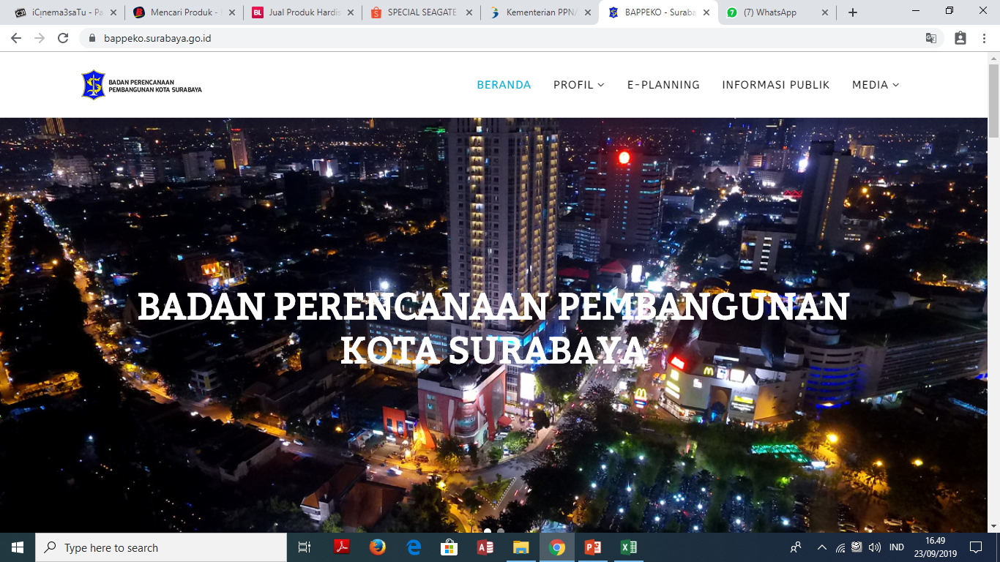 iCinema3saTu - Pa
Mencari Produk -
Jual Produk Hardis
SPECIAL SEAGATE
Kementerian PPN/
BAPPEKO - Suraba
(7) WhatsApp
bappeko.surabaya.go.id
BADAN PERENCANAAN
PEMBANGUNAN KOTA SURABAYA
BERANDA
PROFIL
E-PLANNING
INFORMASI PUBLIK
MEDIA
BADAN PERENCANAAN PEMBANGUNAN
KOTA SURABAYA
Type here to search
IND
16.49
23/09/2019